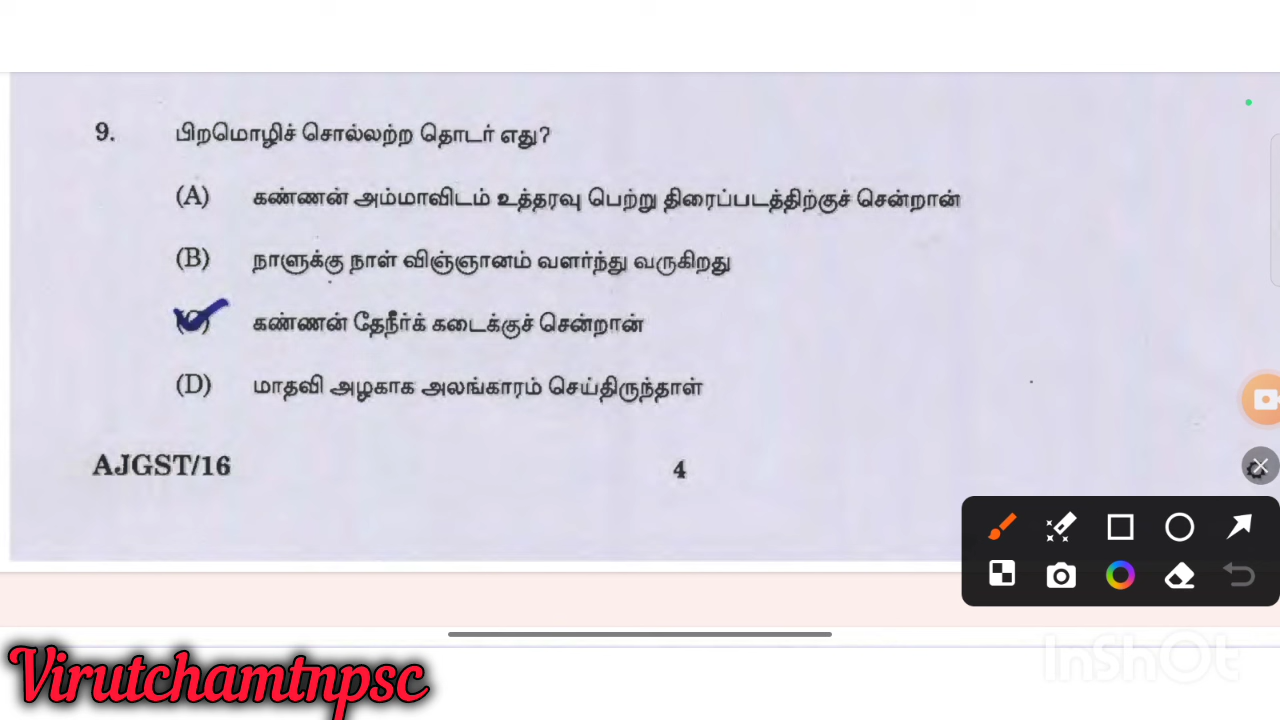 9. பிறமொழிச் சொல்லற்ற தொடர் எது?
(A) கண்ணன் அம்மாவிடம் உத்தரவு பெற்று திரைப்படத்திற்குச் சென்றான்
(B) நாளுக்கு நாள் விஞ்ஞானம் வளர்ந்து வருகிறது
(C) கண்ணன் தேநீர்க் கடைக்குச் சென்றான்
(D) மாதவி அழகாக அலங்காரம் செய்திருந்தாள்
AJGST/16 4
InShOt
Virutchamtnpsc